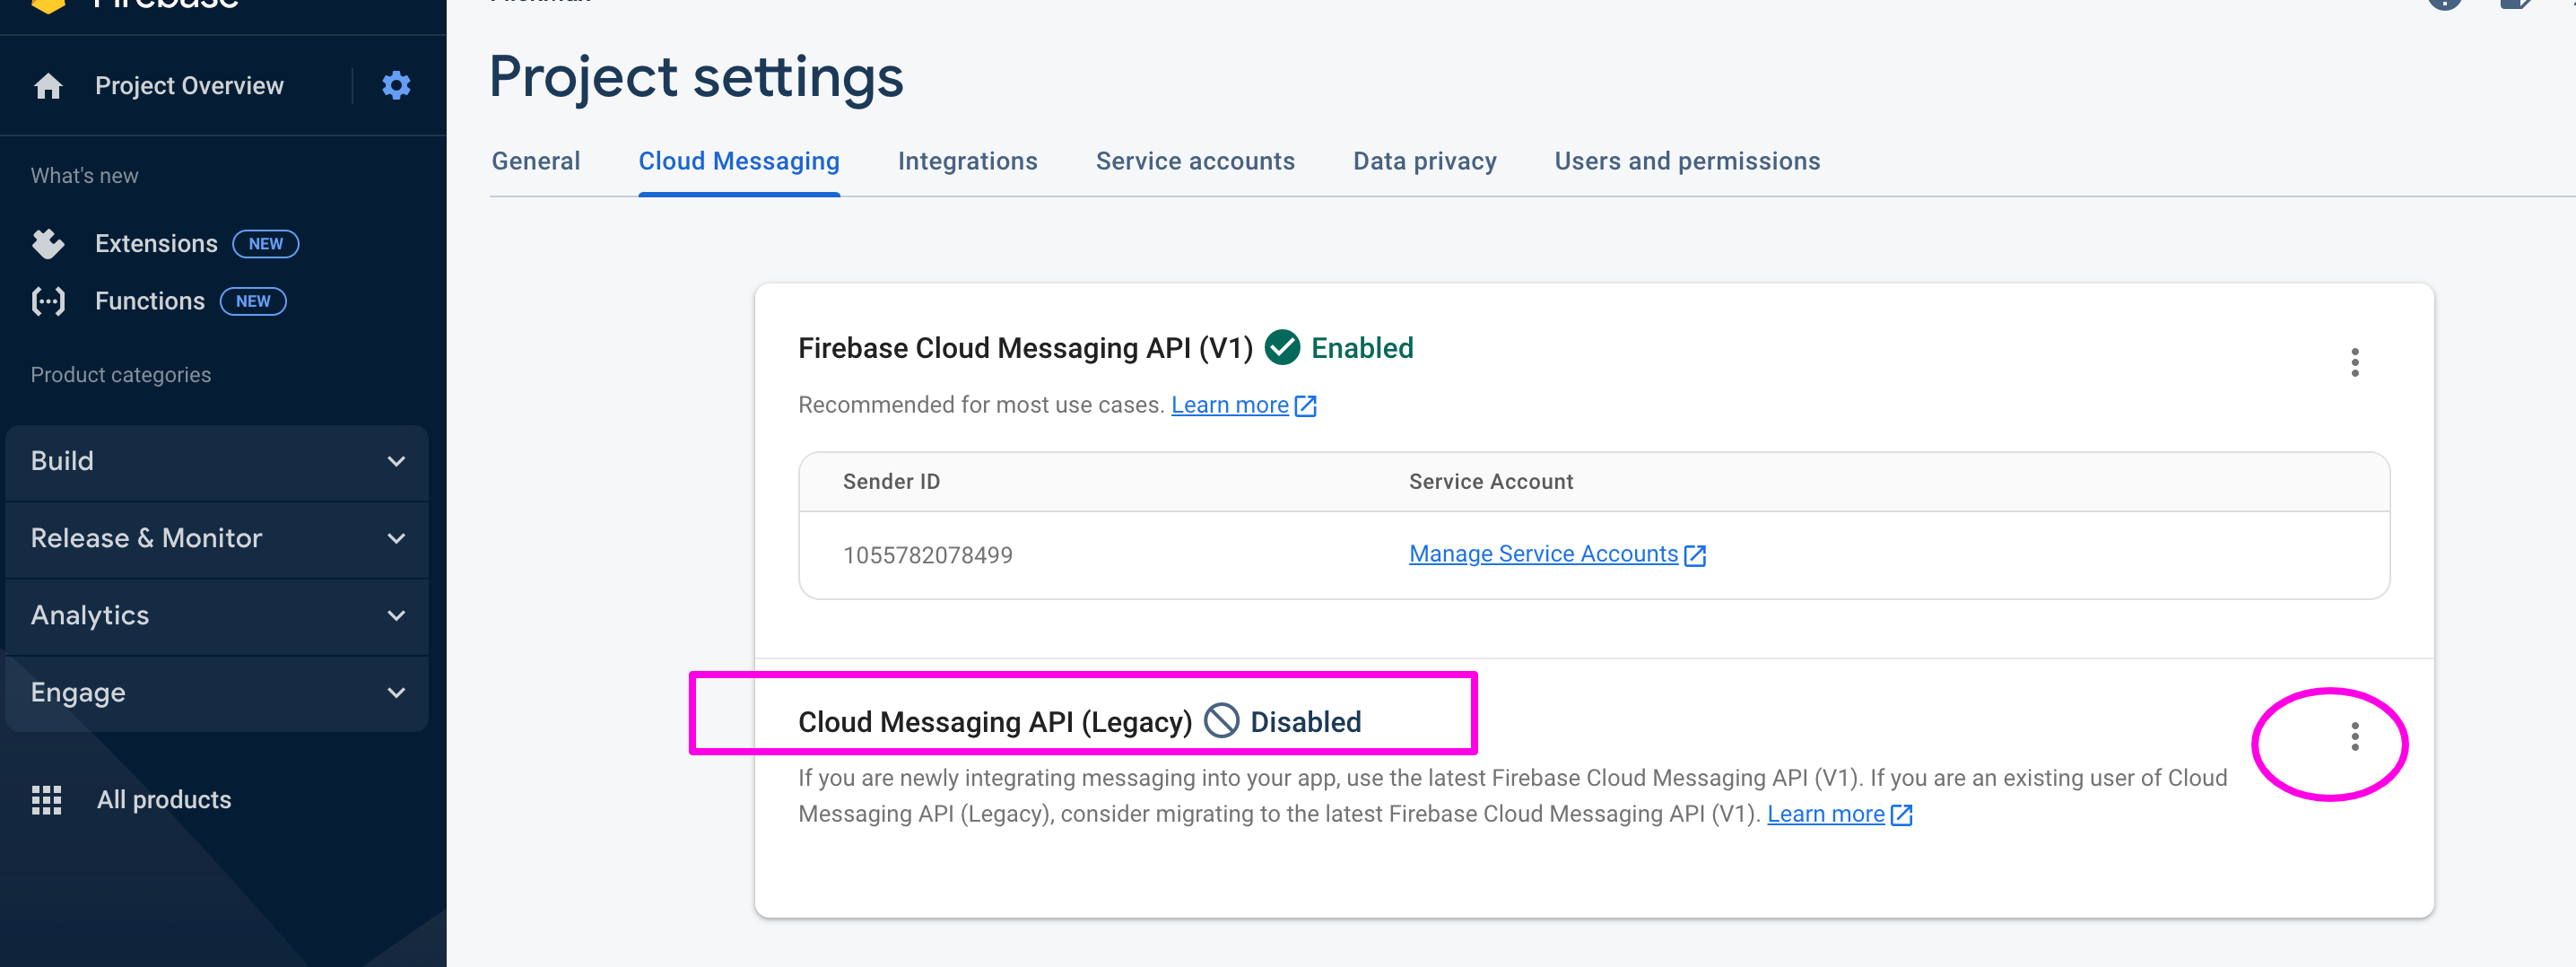 Firebase
Project Overview
What's new
Extensions NEW
Functions NEW
Product categories
Build
Release & Monitor
Analytics
Engage
All products
Project settings
General Cloud Messaging Integrations Service accounts Data privacy Users and permissions
Firebase Cloud Messaging API (V1) Enabled
Recommended for most use cases. Learn more
Sender ID Service Account
1055782078499 Manage Service Accounts
Cloud Messaging API (Legacy) Disabled
If you are newly integrating messaging into your app, use the latest Firebase Cloud Messaging API (V1). If you are an existing user of Cloud
Messaging API (Legacy), consider migrating to the latest Firebase Cloud Messaging API (V1). Learn more